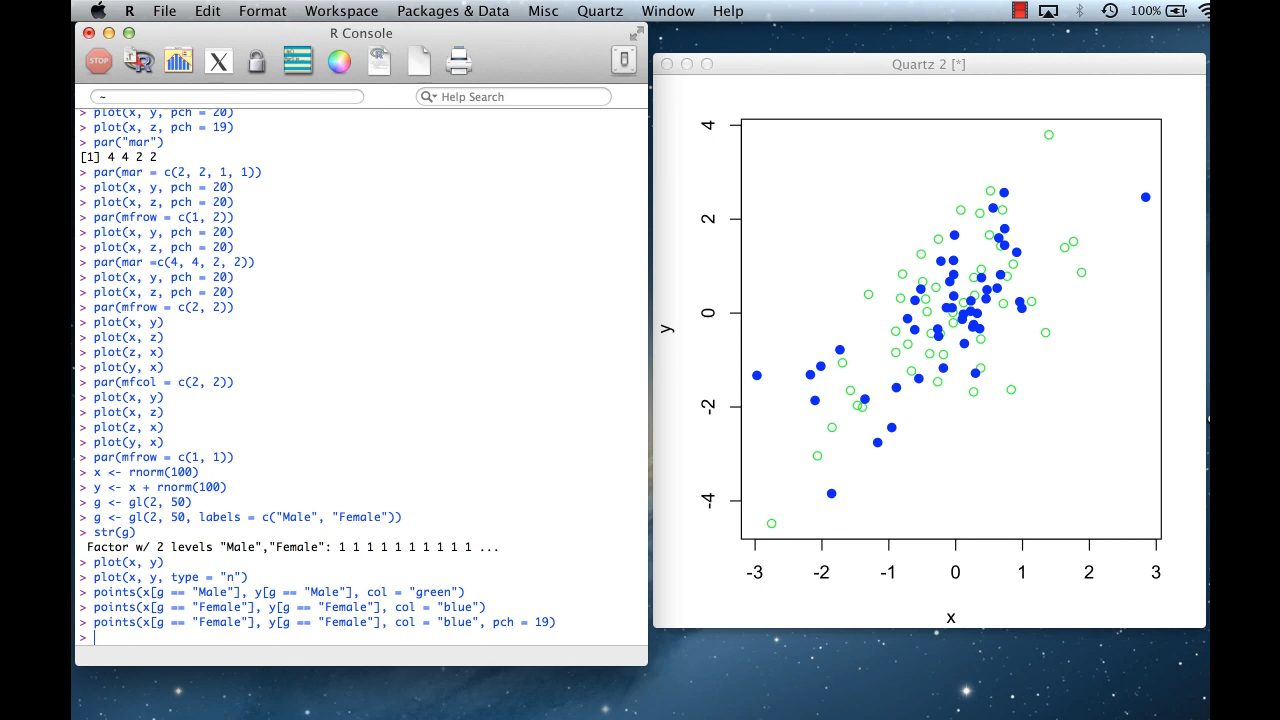 R File Edit Format Workspace Packages & Data Misc Quartz Window Help 100%
R Console
STOP R X R
~ Help Search
> plot(x, y, pch = 20)
> plot(x, z, pch = 19)
> par("mar")
[1] 4 4 2 2
> par(mar = c(2, 2, 1, 1))
> plot(x, y, pch = 20)
> plot(x, z, pch = 20)
> par(mfrow = c(1, 2))
> plot(x, y, pch = 20)
> plot(x, z, pch = 20)
> par(mar =c(4, 4, 2, 2))
> plot(x, y, pch = 20)
> plot(x, z, pch = 20)
> par(mfrow = c(2, 2))
> plot(x, y)
> plot(x, z)
> plot(z, x)
> plot(y, x)
> par(mfcol = c(2, 2))
> plot(x, y)
> plot(x, z)
> plot(z, x)
> plot(y, x)
> par(mfrow = c(1, 1))
> x <- rnorm(100)
> y <- x + rnorm(100)
> g <- gl(2, 50)
> g <- gl(2, 50, labels = c("Male", "Female"))
> str(g)
Factor w/ 2 levels "Male","Female": 1 1 1 1 1 1 1 1 1 1 ...
> plot(x, y)
> plot(x, y, type = "n")
> points(x[g == "Male"], y[g == "Male"], col = "green")
> points(x[g == "Female"], y[g == "Female"], col = "blue")
> points(x[g == "Female"], y[g == "Female"], col = "blue", pch = 19)
>
Quartz 2 [*]
4
2
0
-2
-4
y
-3 -2 -1 0 1 2 3
x